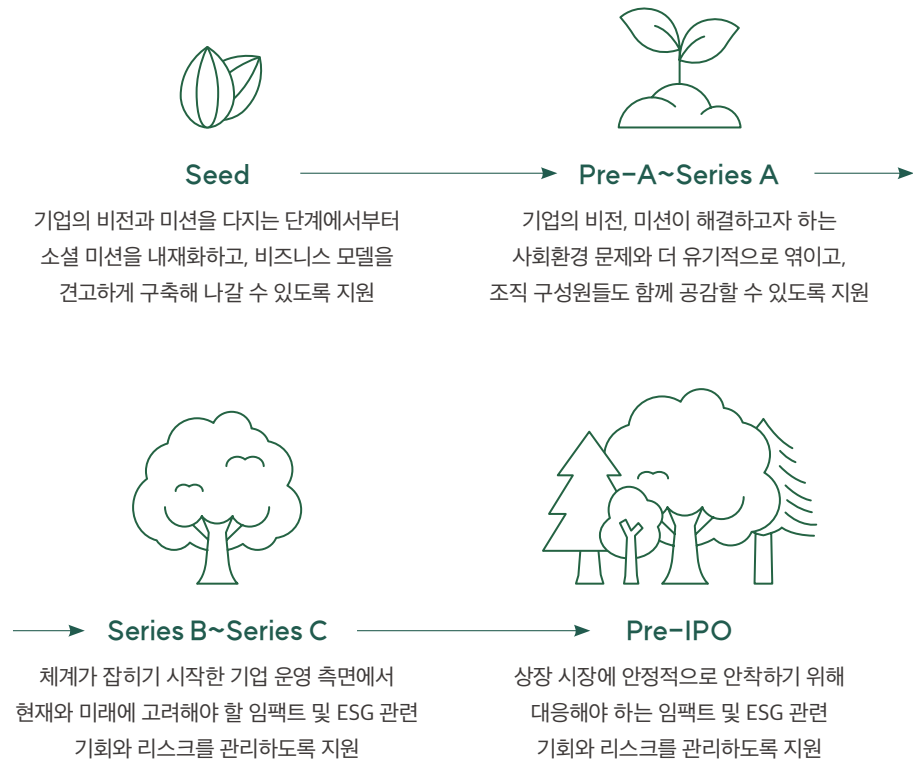 Seed
기업의 비전과 미션을 다지는 단계에서부터
소셜 미션을 내재화하고, 비즈니스 모델을
견고하게 구축해 나갈 수 있도록 지원
Pre-A~Series A
기업의 비전, 미션이 해결하고자 하는
사회환경 문제와 더 유기적으로 엮이고,
조직 구성원들도 함께 공감할 수 있도록 지원
Series B~Series C
체계가 잡히기 시작한 기업 운영 측면에서
현재와 미래에 고려해야 할 임팩트 및 ESG 관련
기회와 리스크를 관리하도록 지원
Pre-IPO
상장 시장에 안정적으로 안착하기 위해
대응해야 하는 임팩트 및 ESG 관련
기회와 리스크를 관리하도록 지원